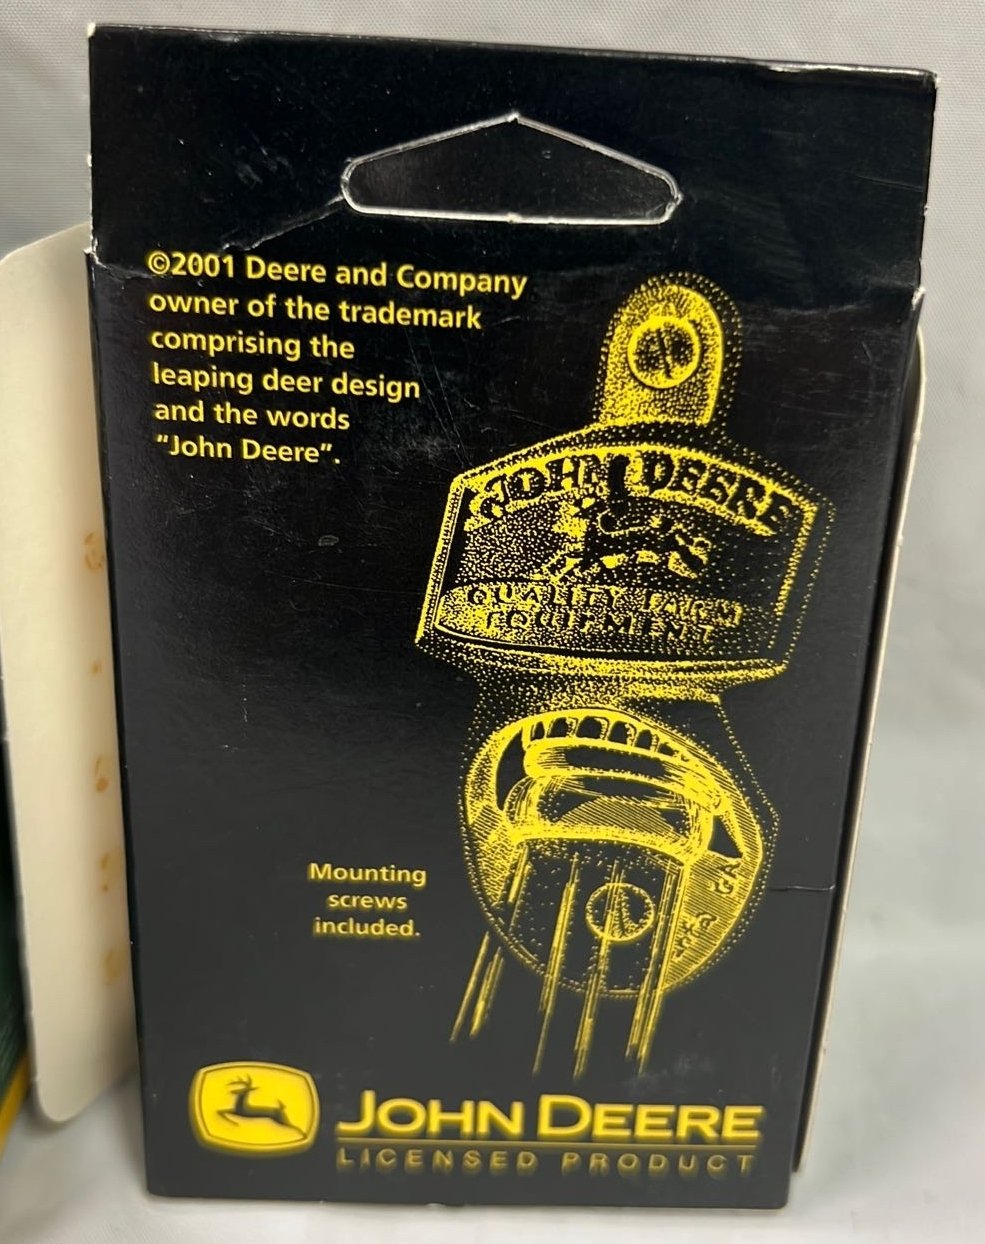 ©2001 Deere and Company
owner of the trademark
comprising the
leaping deer design
and the words
“John Deere”.
JOHN DEERE
QUALITY FARM
EQUIPMENT
Mounting
screws
included.
JOHN DEERE
LICENSED PRODUCT